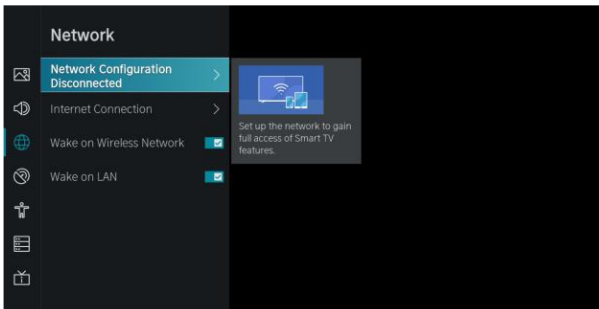 Network
Network Configuration
Disconnected
Internet Connection
Wake on Wireless Network
Wake on LAN
Set up the network to gain
full access of Smart TV
features.